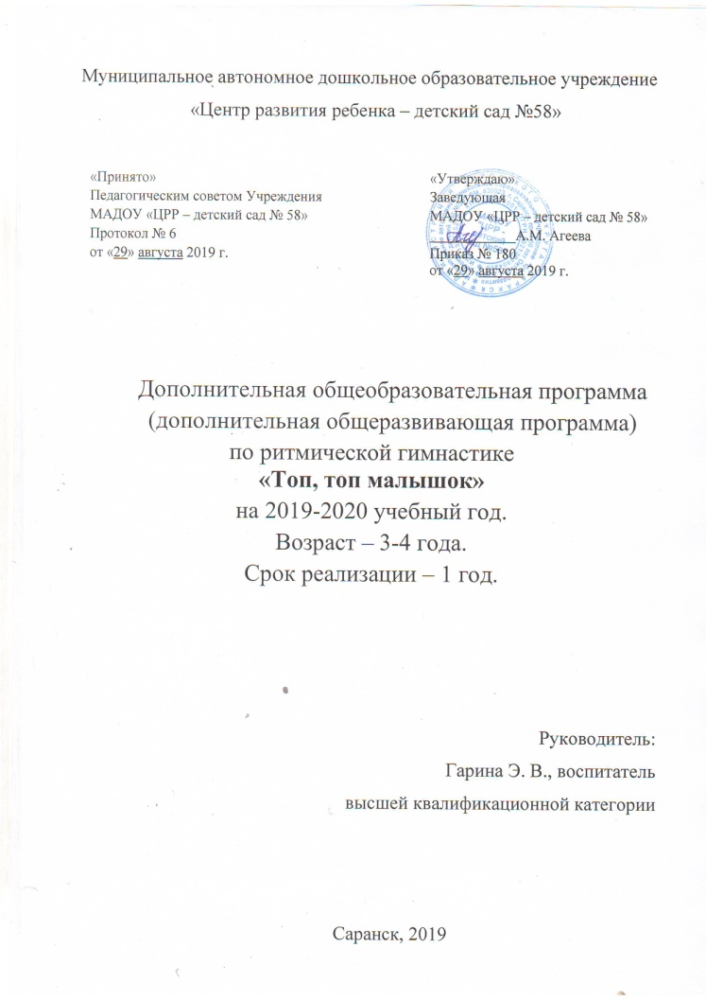 Муниципальное автономное дошкольное образовательное учреждение
«Центр развития ребенка – детский сад №58»
«Принято»
Педагогическим советом Учреждения
МАДОУ «ЦРР – детский сад № 58»
Протокол № 6
от «29» августа 2019 г.
«Утверждаю»
Заведующая
МАДОУ «ЦРР – детский сад № 58»
____________А.М. Агеева
Приказ № 180
от «29» августа 2019 г.
Дополнительная общеобразовательная программа
(дополнительная общеразвивающая программа)
по ритмической гимнастике
«Топ, топ малышок»
на 2019-2020 учебный год.
Возраст – 3-4 года.
Срок реализации – 1 год.
Руководитель:
Гарина Э. В., воспитатель
высшей квалификационной категории
Саранск, 2019